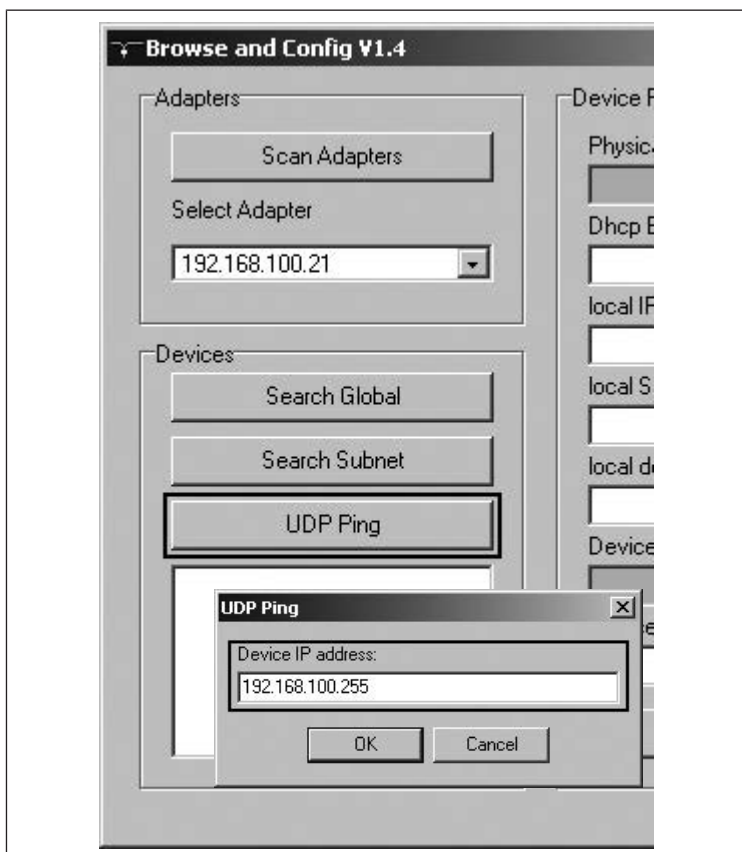 Browse and Config V1.4
Adapters
Scan Adapters
Select Adapter
192.168.100.21
Devices
Search Global
Search Subnet
UDP Ping
UDP Ping
Device IP address:
192.168.100.255
OK
Cancel
Device
Physic
Dhcp
local
local S
local d
Device